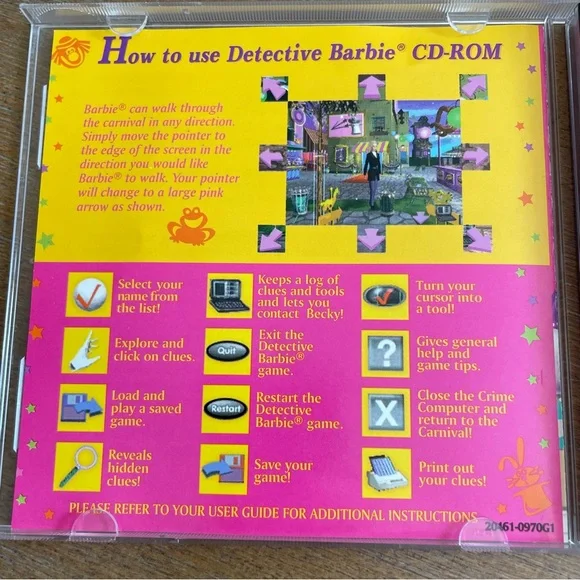 How to use Detective Barbie® CD-ROM
Barbie® can walk through
the carnival in any direction.
Simply move the pointer to
the edge of the screen in the
direction you would like
Barbie® to walk. Your pointer
will change to a large pink
arrow as shown.
Select your
name from
the list!
Keeps a log of
clues and tools
and lets you
contact Becky!
Turn your
cursor into
a tool!
Explore and
click on clues.
Quit
Exit the
Detective
Barbie®
game.
?
Gives general
help and
game tips.
Load and
play a saved
game.
Restart
Restart the
Detective
Barbie® game.
X
Close the Crime
Computer and
return to the
Carnival!
Reveals
hidden
clues!
Save your
game!
Print out
your clues!
PLEASE REFER TO YOUR USER GUIDE FOR ADDITIONAL INSTRUCTIONS
20461-0970G1